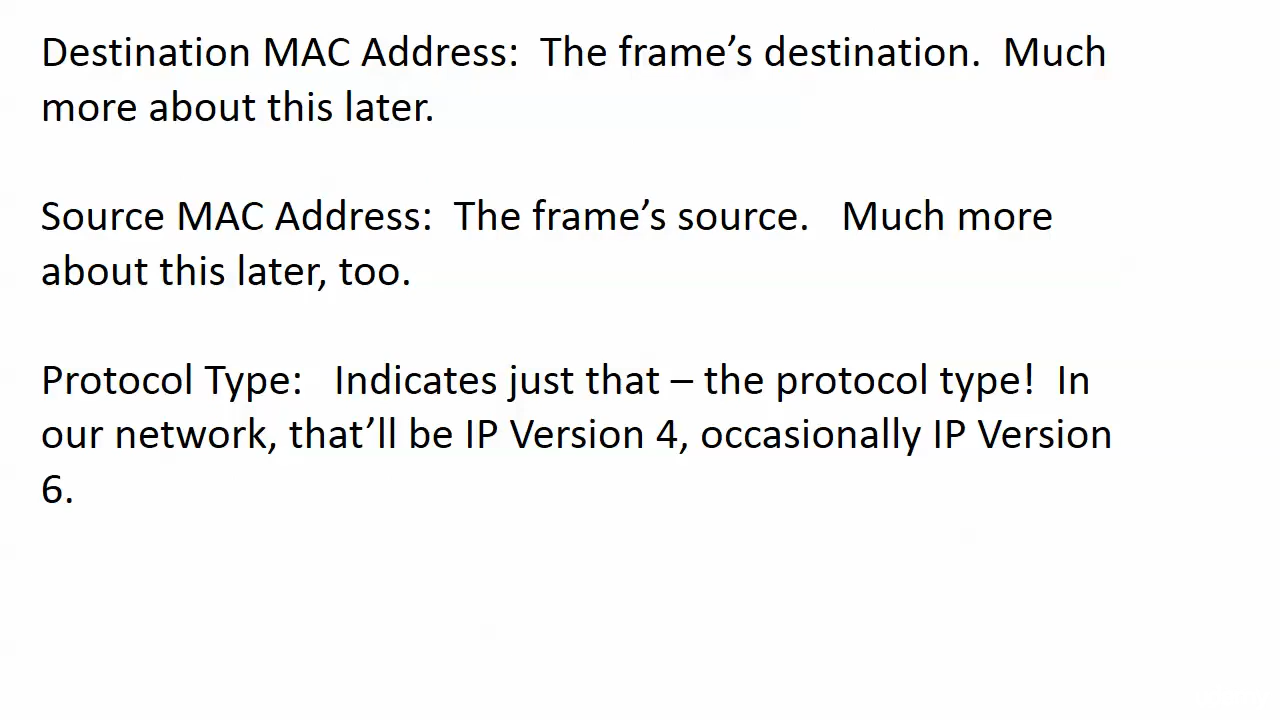 Destination MAC Address:  The frame’s destination.  Much
more about this later.
Source MAC Address:  The frame’s source.   Much more
about this later, too.
Protocol Type:   Indicates just that – the protocol type!  In
our network, that’ll be IP Version 4, occasionally IP Version
6.